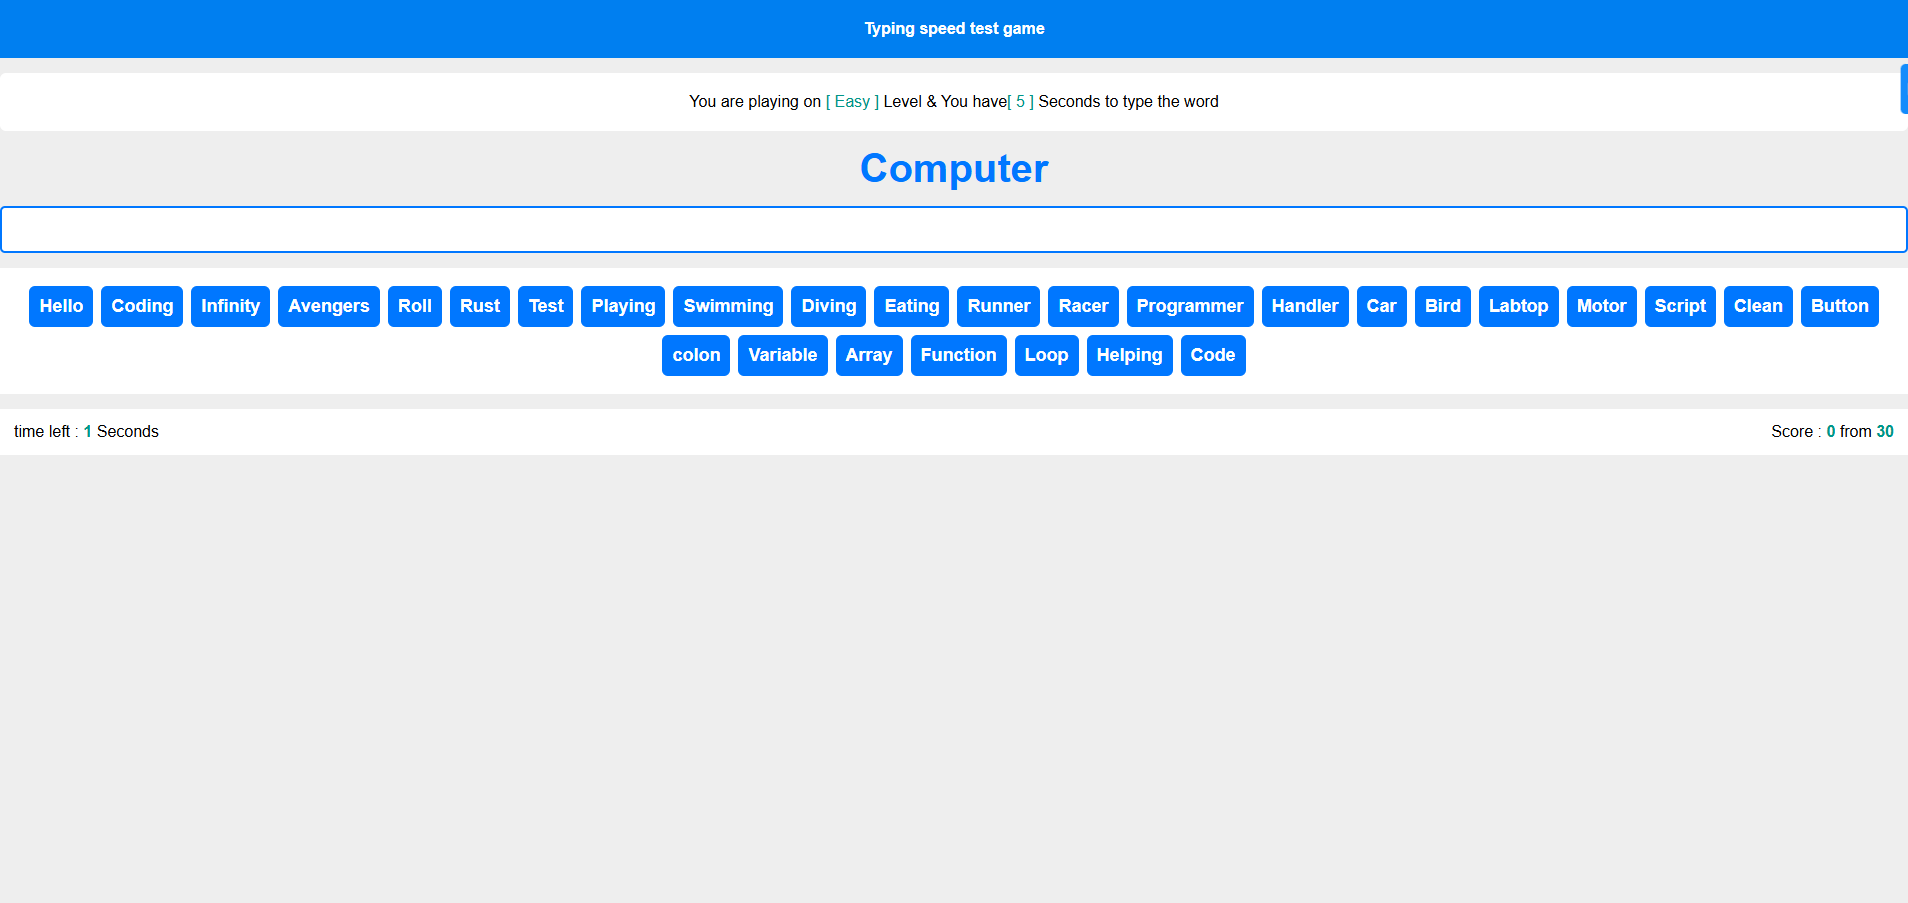 Typing speed test game
You are playing on [ Easy ] Level & You have[ 5 ] Seconds to type the word
Computer
Hello Coding Infinity Avengers Roll Rust Test Playing Swimming Diving Eating Runner Racer Programmer Handler Car Bird Labtop Motor Script Clean Button
colon Variable Array Function Loop Helping Code
time left : 1 Seconds Score : 0 from 30